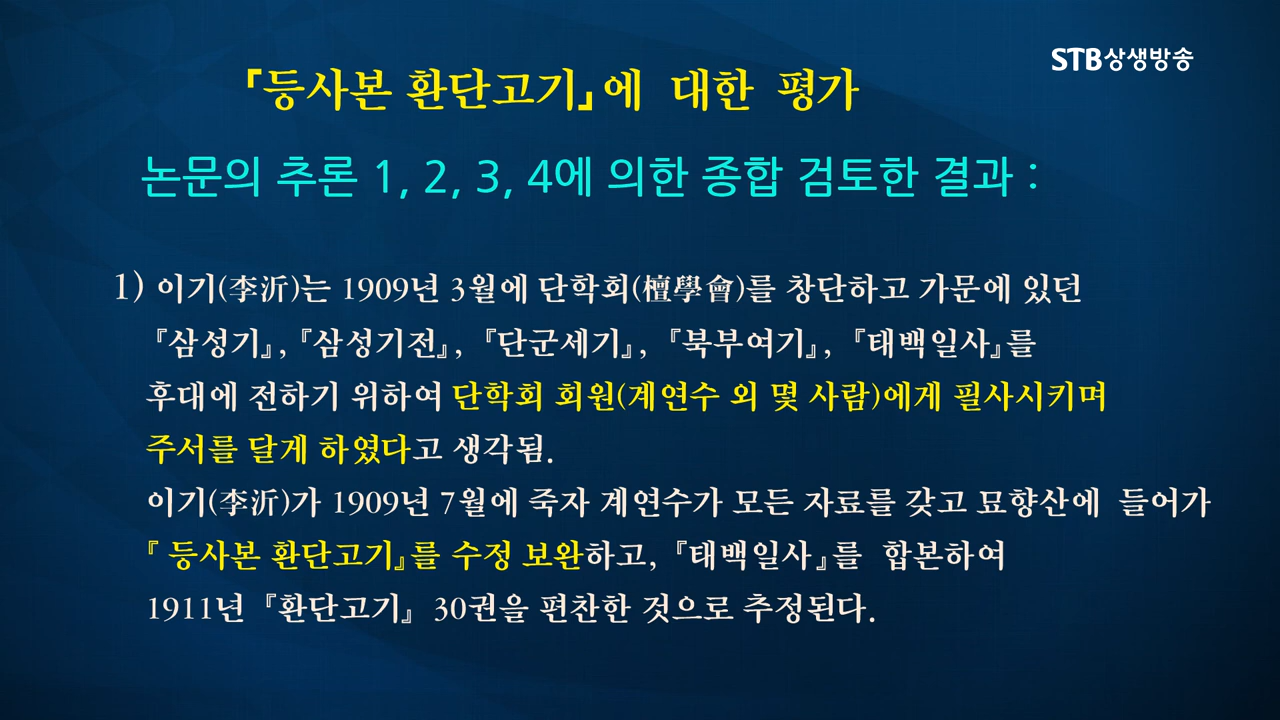 STB상생방송
『등사본 환단고기』에 대한 평가
논문의 추론 1, 2, 3, 4에 의한 종합 검토한 결과 :
1) 이기(李沂)는 1909년 3월에 단학회(檀學會)를 창단하고 가문에 있던
『삼성기』, 『삼성기전』, 『단군세기』, 『북부여기』, 『태백일사』를
후대에 전하기 위하여 단학회 회원(계연수 외 몇 사람)에게 필사시키며
주서를 달게 하였다고 생각됨.
이기(李沂)가 1909년 7월에 죽자 계연수가 모든 자료를 갖고 묘향산에 들어가
『 등사본 환단고기』를 수정 보완하고, 『태백일사』를 합본하여
1911년 『환단고기』 30권을 편찬한 것으로 추정된다.